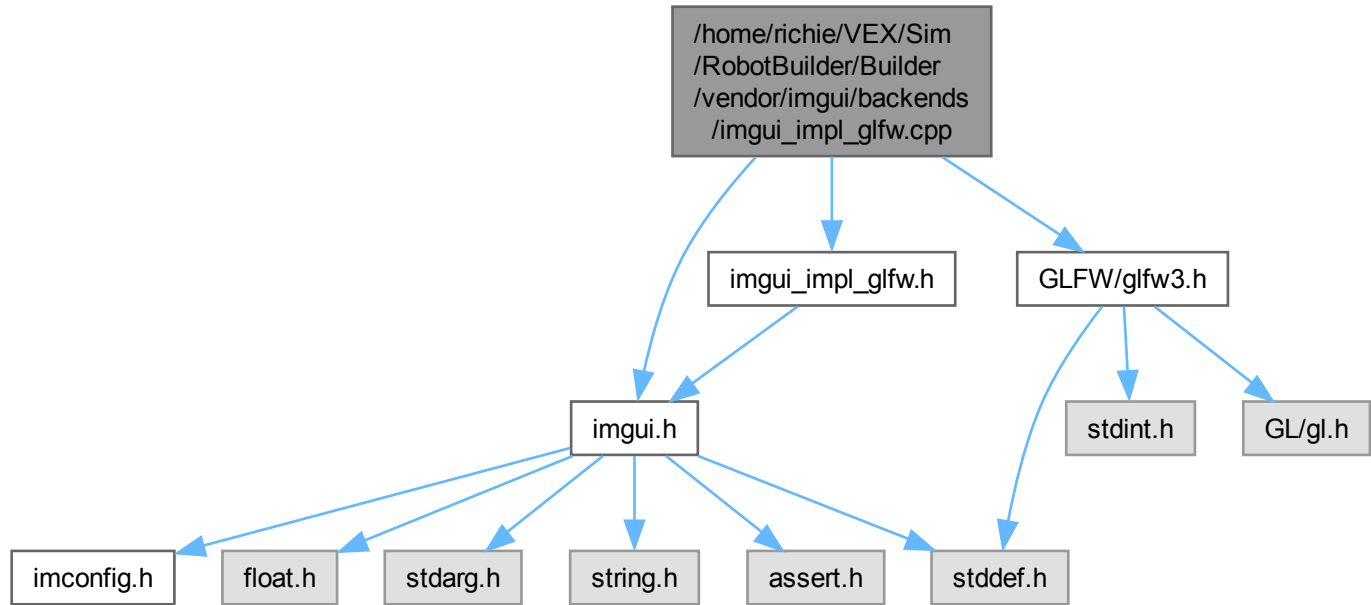 /home/richie/VEX/Sim
/RobotBuilder/Builder
/vendor/imgui/backends
/imgui_impl_glfw.cpp
imgui_impl_glfw.h
GLFW/glfw3.h
imgui.h
stdint.h
GL/gl.h
imconfig.h
float.h
stdarg.h
string.h
assert.h
stddef.h